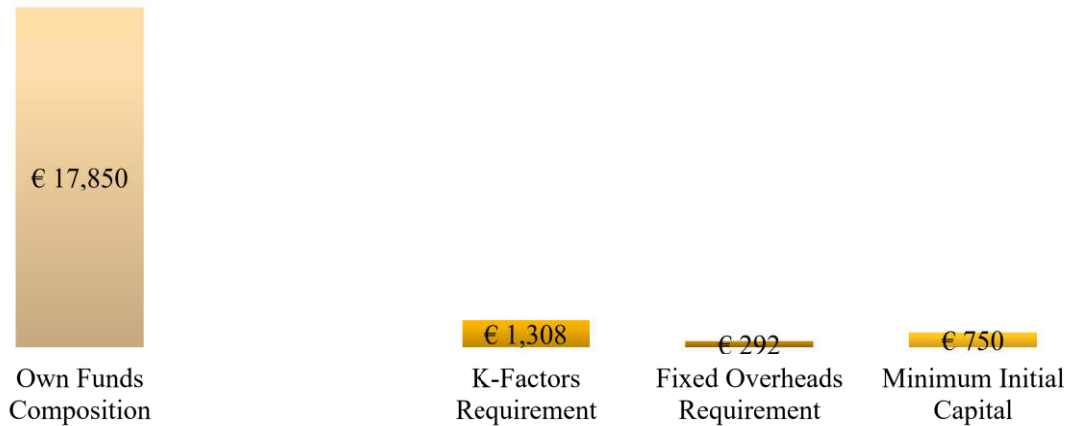 € 17,850
€ 1,308
€ 292
€ 750
Own Funds
Composition
K-Factors
Requirement
Fixed Overheads
Requirement
Minimum Initial
Capital